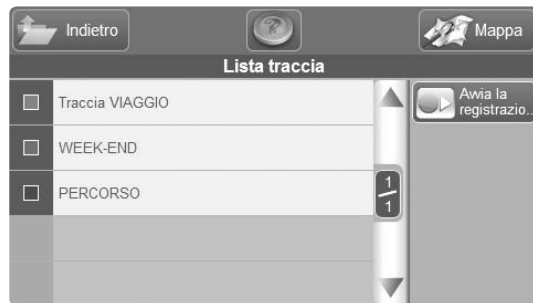 Indietro
?
Mappa
Lista traccia
Traccia VIAGGIO
Avvia la
registrazio..
WEEK-END
PERCORSO
1
1